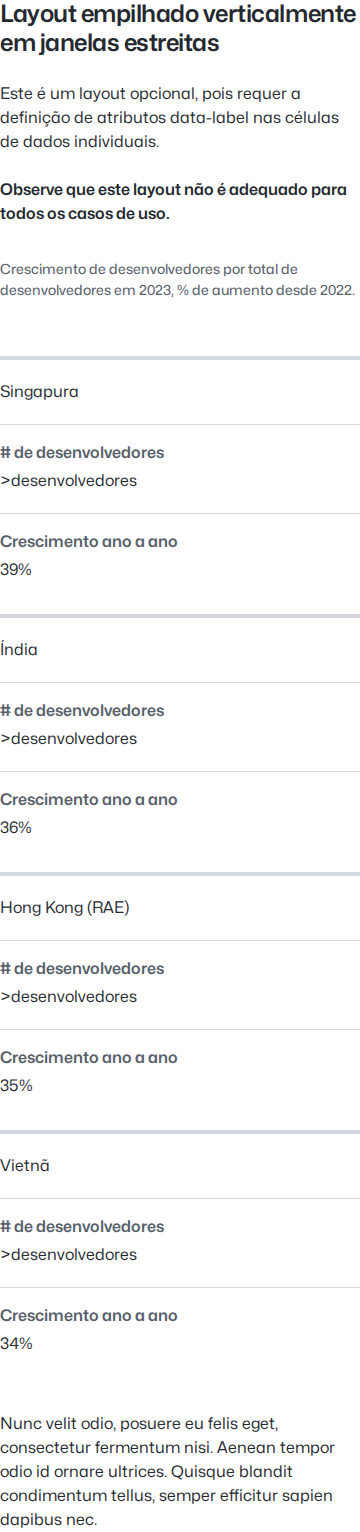 Layout empilhado verticalmente
em janelas estreitas
Este é um layout opcional, pois requer a
definição de atributos data-label nas células
de dados individuais.
Observe que este layout não é adequado para
todos os casos de uso.
Crescimento de desenvolvedores por total de
desenvolvedores em 2023, % de aumento desde 2022.
Singapura
# de desenvolvedores
>desenvolvedores
Crescimento ano a ano
39%
Índia
# de desenvolvedores
>desenvolvedores
Crescimento ano a ano
36%
Hong Kong (RAE)
# de desenvolvedores
>desenvolvedores
Crescimento ano a ano
35%
Vietnã
# de desenvolvedores
>desenvolvedores
Crescimento ano a ano
34%
Nunc velit odio, posuere eu felis eget,
consectetur fermentum nisi. Aenean tempor
odio id ornare ultrices. Quisque blandit
condimentum tellus, semper efficitur sapien
dapibus nec.